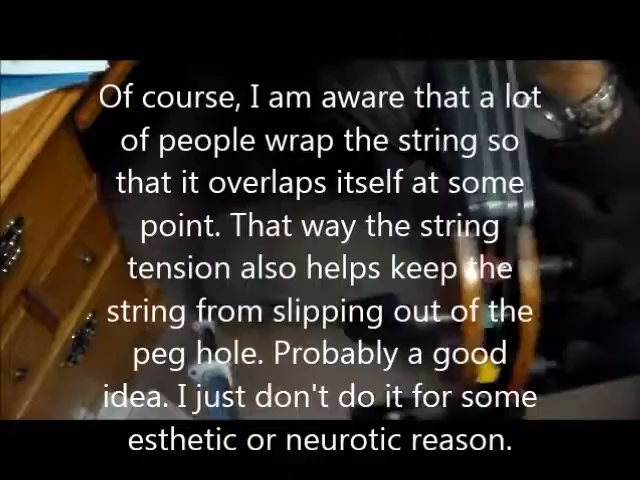 Of course, I am aware that a lot
of people wrap the string so
that it overlaps itself at some
point. That way the string
tension also helps keep the
string from slipping out of the
peg hole. Probably a good
idea. I just don't do it for some
esthetic or neurotic reason.